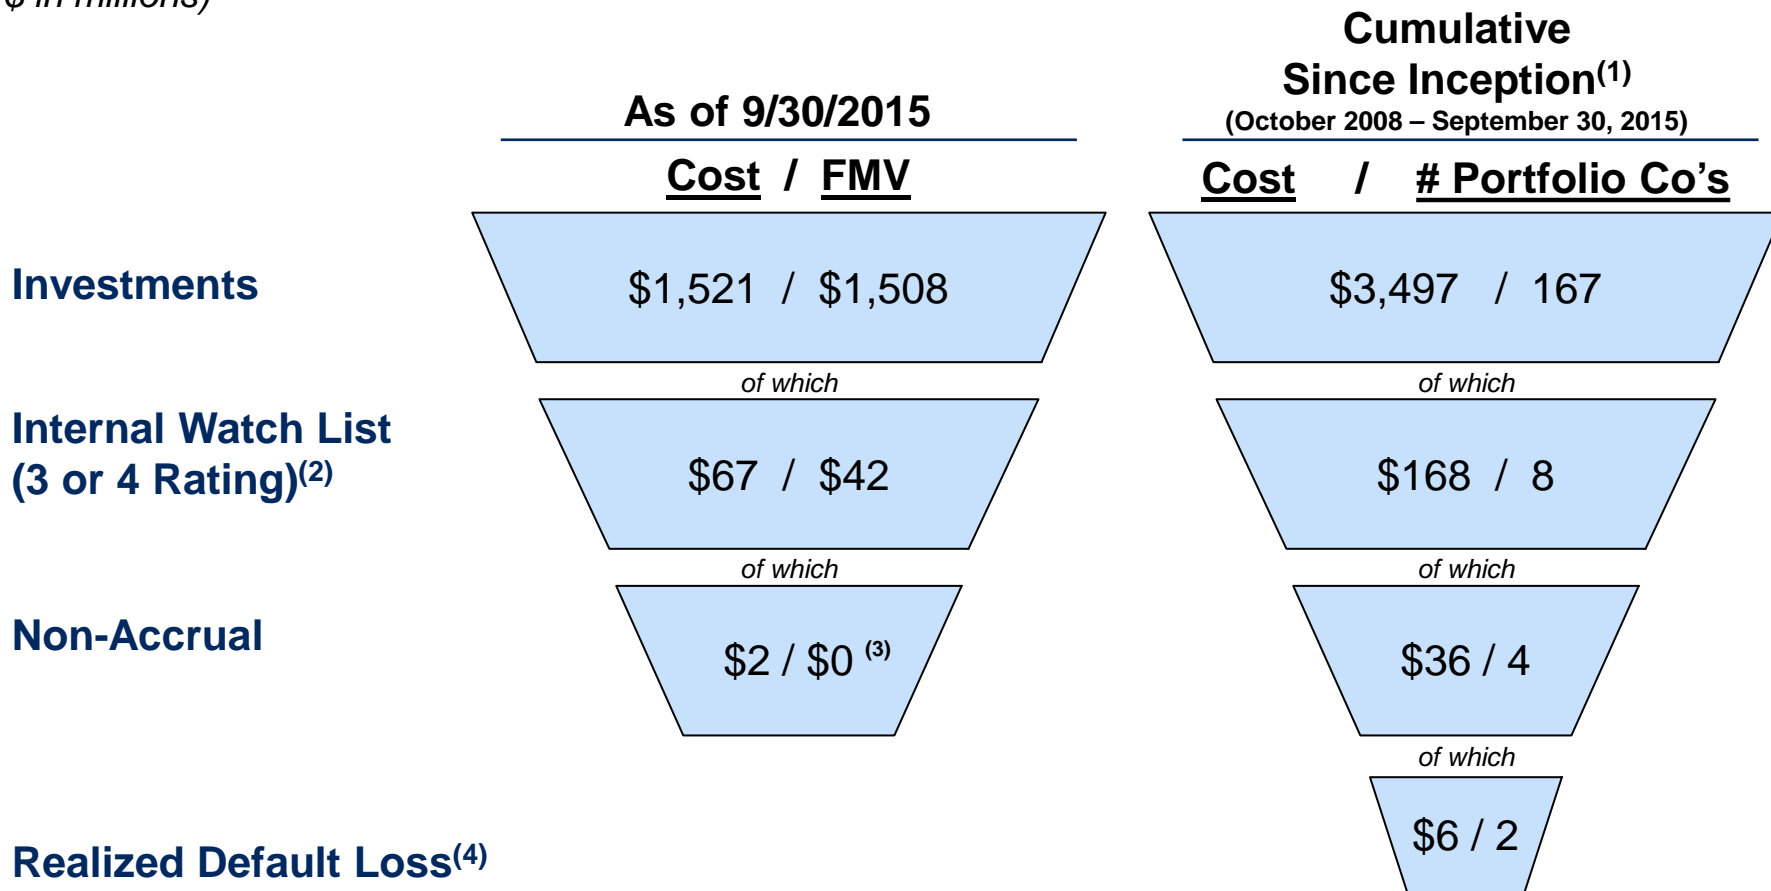 $ in millions)
Cumulative
Since Inception(1)
(October 2008 – September 30, 2015)
As of 9/30/2015
Cost / FMV
Cost / # Portfolio Co’s
Investments
$1,521 / $1,508
$3,497 / 167
of which
of which
Internal Watch List
(3 or 4 Rating)(2)
$67 / $42
$168 / 8
of which
of which
Non-Accrual
$2 / $0 (3)
$36 / 4
of which
$6 / 2
Realized Default Loss(4)